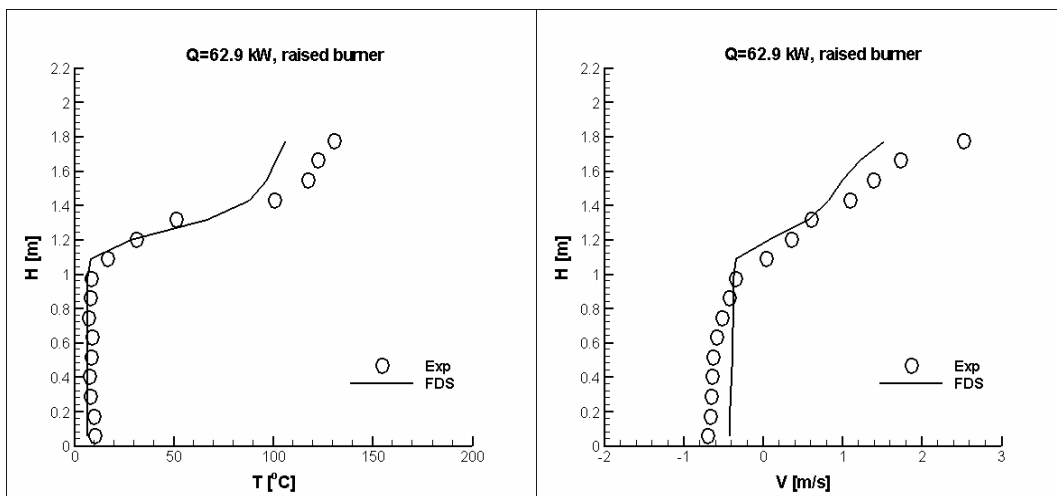 Q=62.9 kW, raised burner
2.2
2
1.8
1.6
1.4
1.2
1
0.8
0.6
0.4
0.2
0
H [m]
Exp
FDS
0 50 100 150 200
T [°C]
Q=62.9 kW, raised burner
2.2
2
1.8
1.6
1.4
1.2
1
0.8
0.6
0.4
0.2
0
H [m]
Exp
FDS
-2 -1 0 1 2 3
V [m/s]